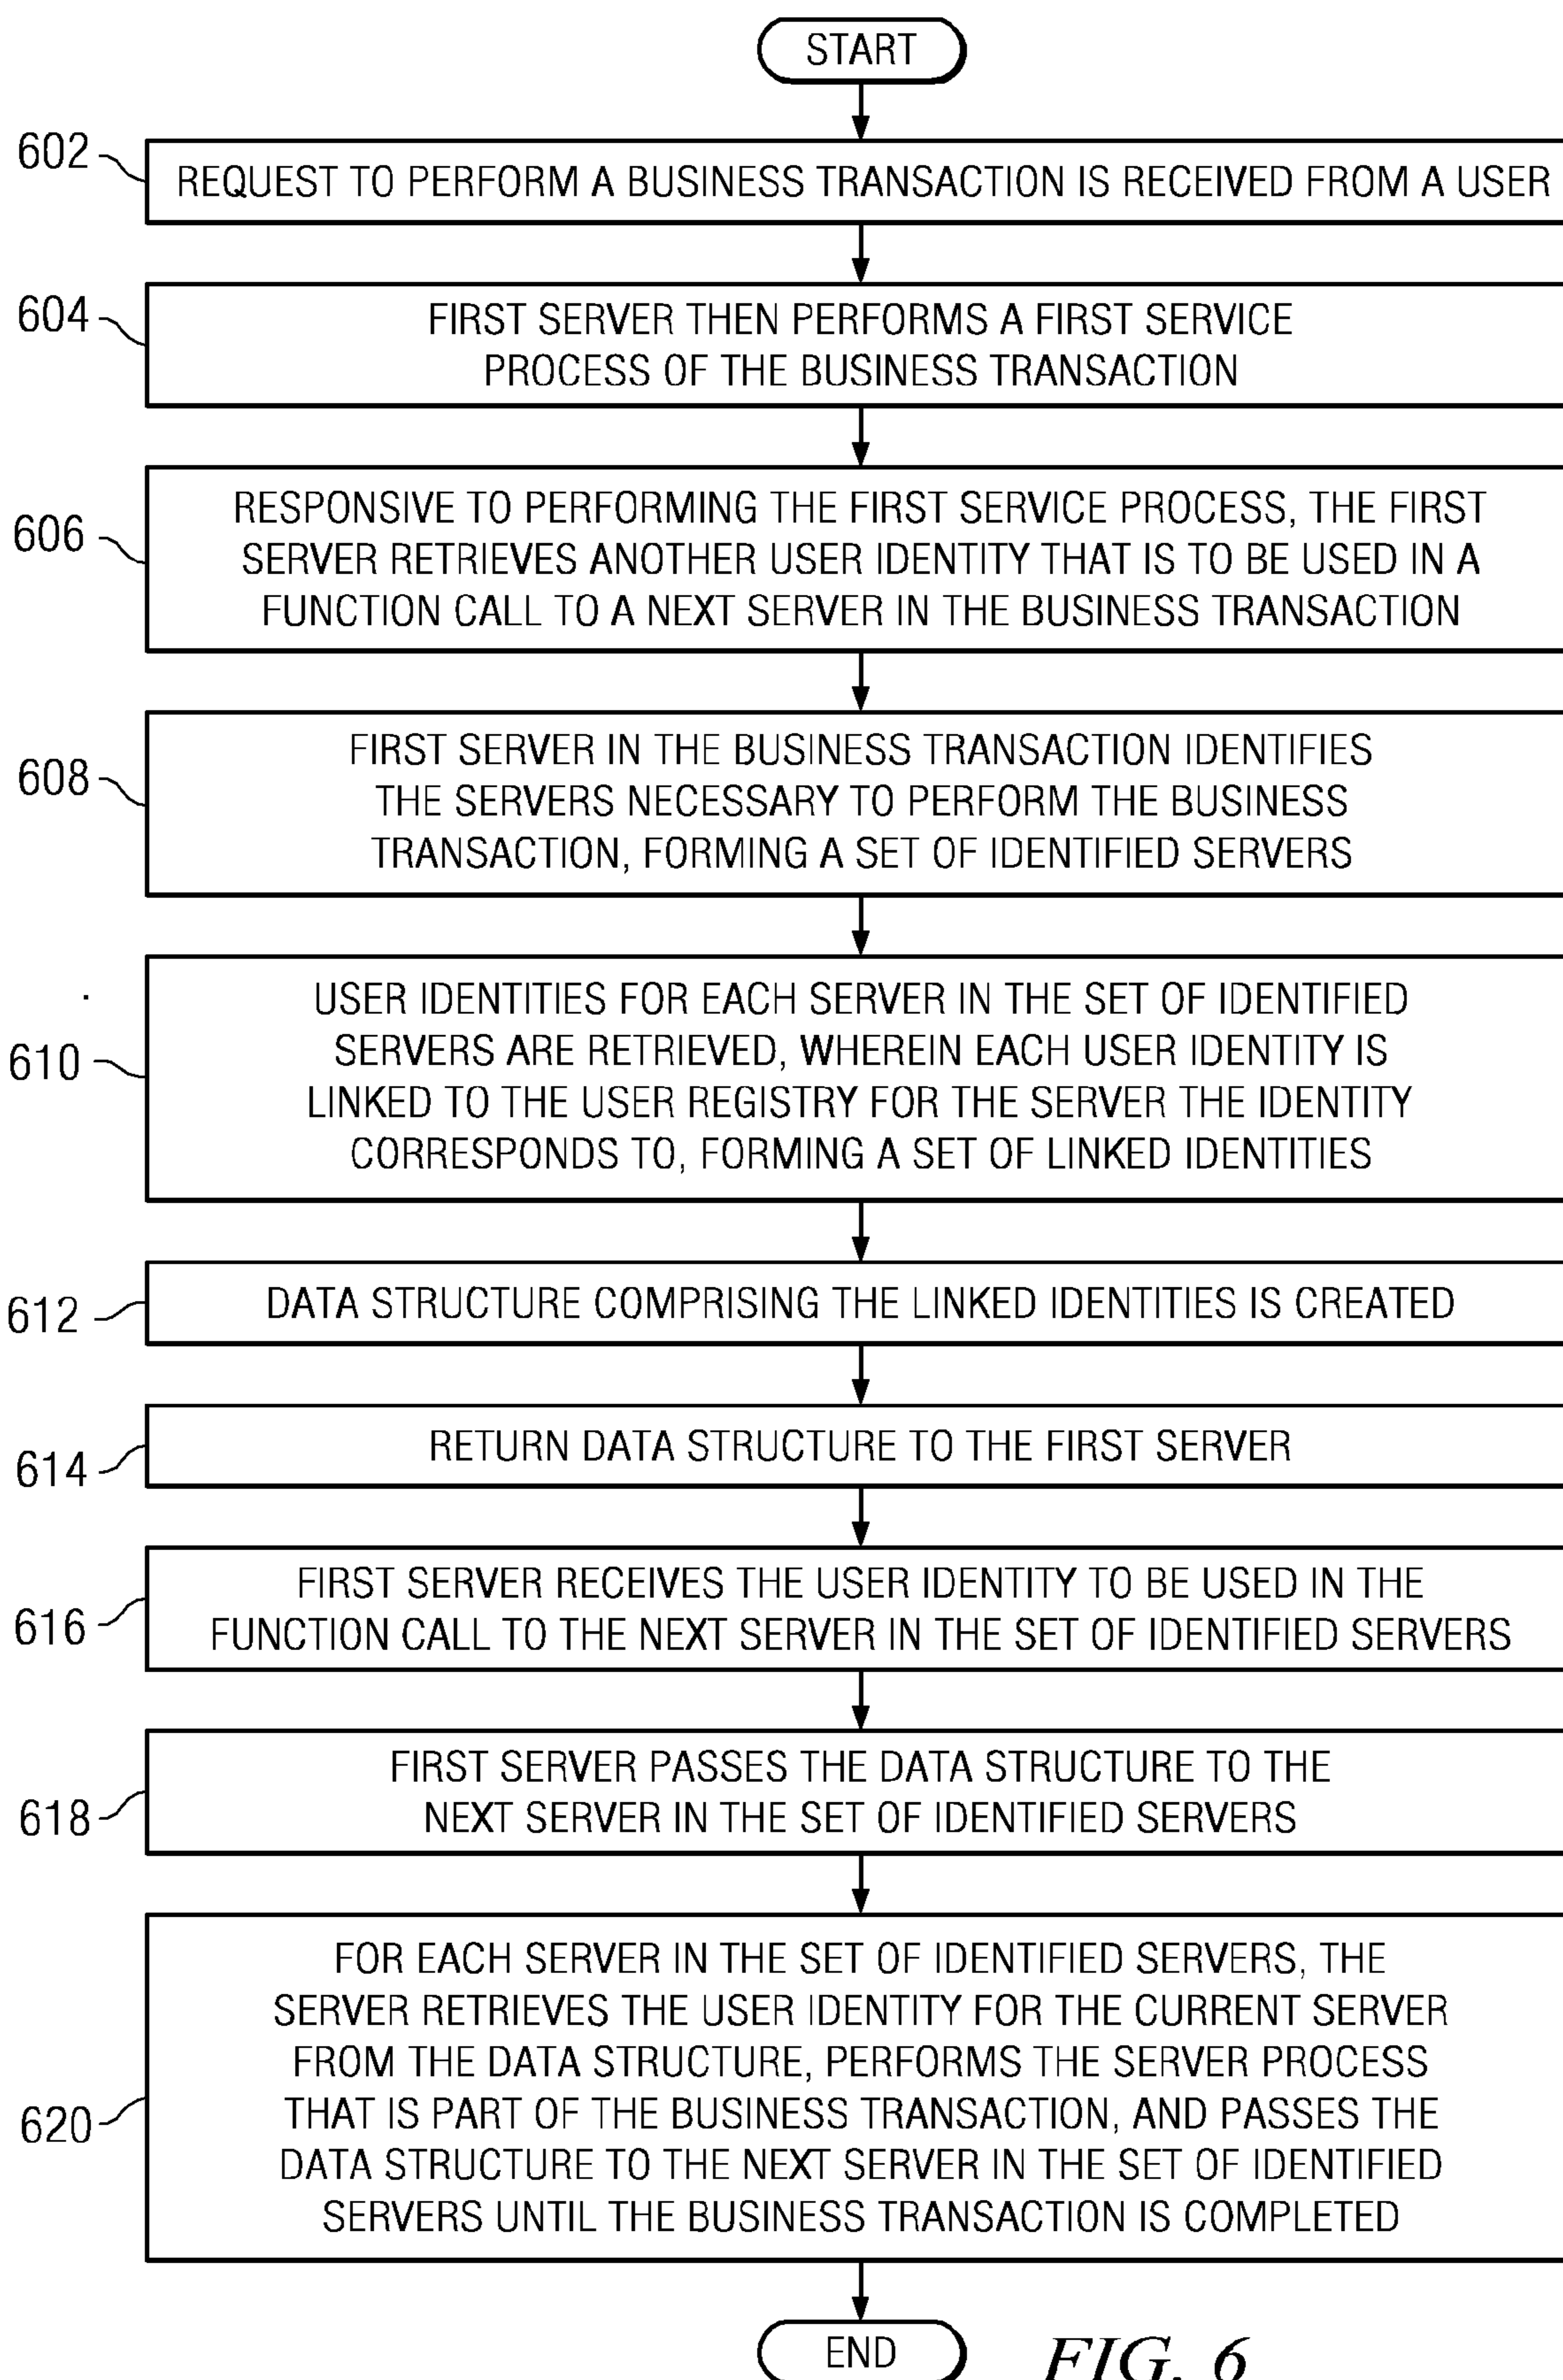 START
602
REQUEST TO PERFORM A BUSINESS TRANSACTION IS RECEIVED FROM A USER
604
FIRST SERVER THEN PERFORMS A FIRST SERVICE
PROCESS OF THE BUSINESS TRANSACTION
606
RESPONSIVE TO PERFORMING THE FIRST SERVICE PROCESS, THE FIRST
SERVER RETRIEVES ANOTHER USER IDENTITY THAT IS TO BE USED IN A
FUNCTION CALL TO A NEXT SERVER IN THE BUSINESS TRANSACTION
608
FIRST SERVER IN THE BUSINESS TRANSACTION IDENTIFIES
THE SERVERS NECESSARY TO PERFORM THE BUSINESS
TRANSACTION, FORMING A SET OF IDENTIFIED SERVERS
610
USER IDENTITIES FOR EACH SERVER IN THE SET OF IDENTIFIED
SERVERS ARE RETRIEVED, WHEREIN EACH USER IDENTITY IS
LINKED TO THE USER REGISTRY FOR THE SERVER THE IDENTITY
CORRESPONDS TO, FORMING A SET OF LINKED IDENTITIES
612
DATA STRUCTURE COMPRISING THE LINKED IDENTITIES IS CREATED
614
RETURN DATA STRUCTURE TO THE FIRST SERVER
616
FIRST SERVER RECEIVES THE USER IDENTITY TO BE USED IN THE
FUNCTION CALL TO THE NEXT SERVER IN THE SET OF IDENTIFIED SERVERS
618
FIRST SERVER PASSES THE DATA STRUCTURE TO THE
NEXT SERVER IN THE SET OF IDENTIFIED SERVERS
620
FOR EACH SERVER IN THE SET OF IDENTIFIED SERVERS, THE
SERVER RETRIEVES THE USER IDENTITY FOR THE CURRENT SERVER
FROM THE DATA STRUCTURE, PERFORMS THE SERVER PROCESS
THAT IS PART OF THE BUSINESS TRANSACTION, AND PASSES THE
DATA STRUCTURE TO THE NEXT SERVER IN THE SET OF IDENTIFIED
SERVERS UNTIL THE BUSINESS TRANSACTION IS COMPLETED
END
FIG. 6